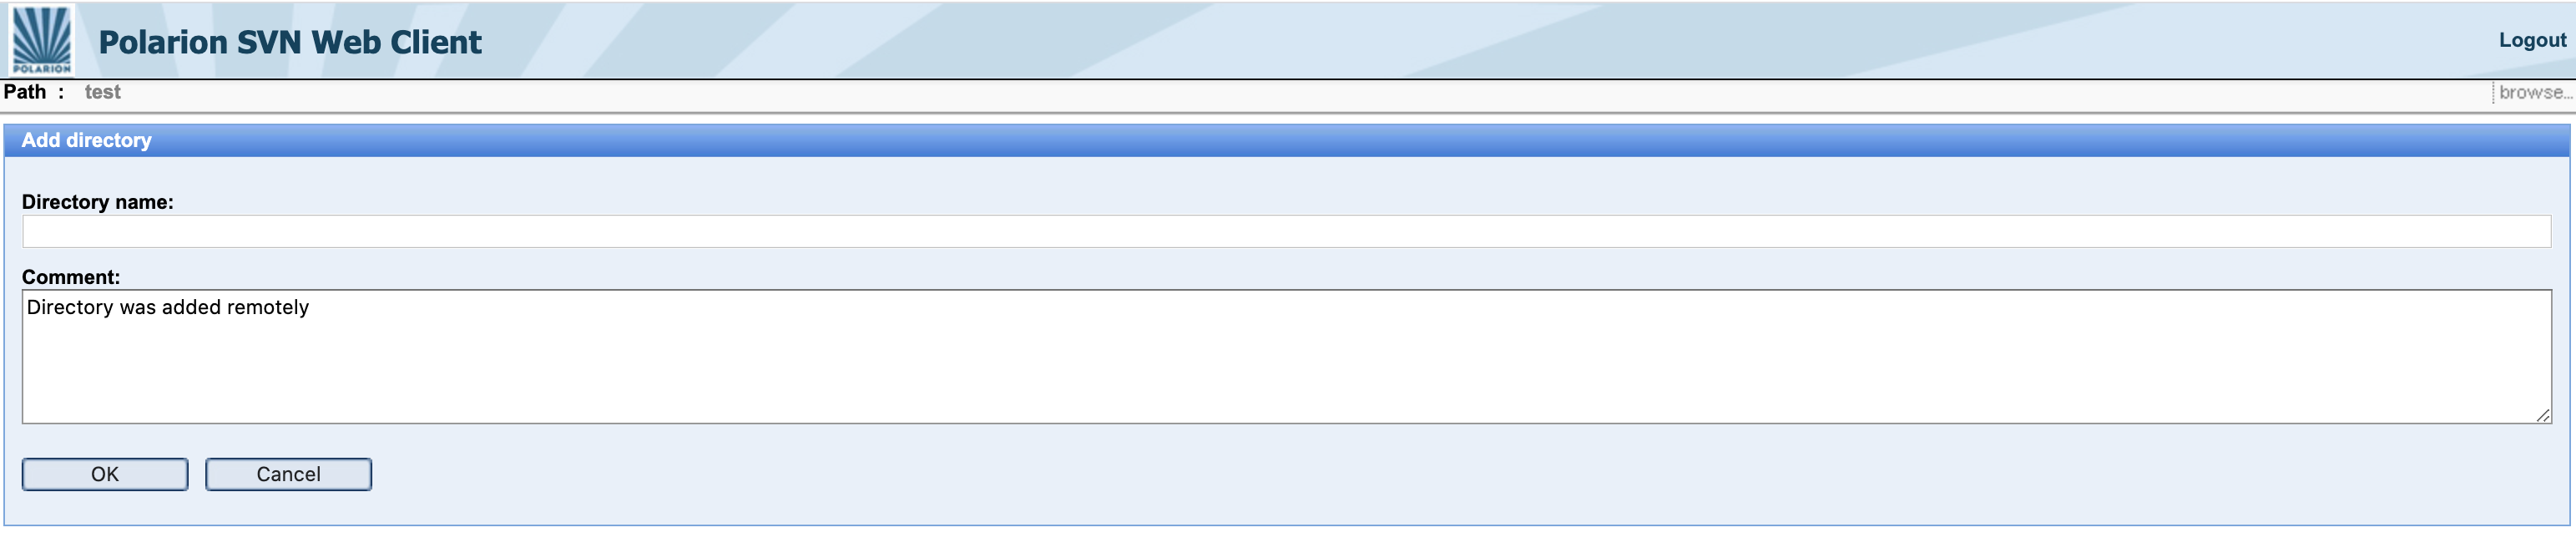 POLARION
Polarion SVN Web Client
Logout
Path : test
browse...
Add directory
Directory name:
Comment:
Directory was added remotely
OK
Cancel